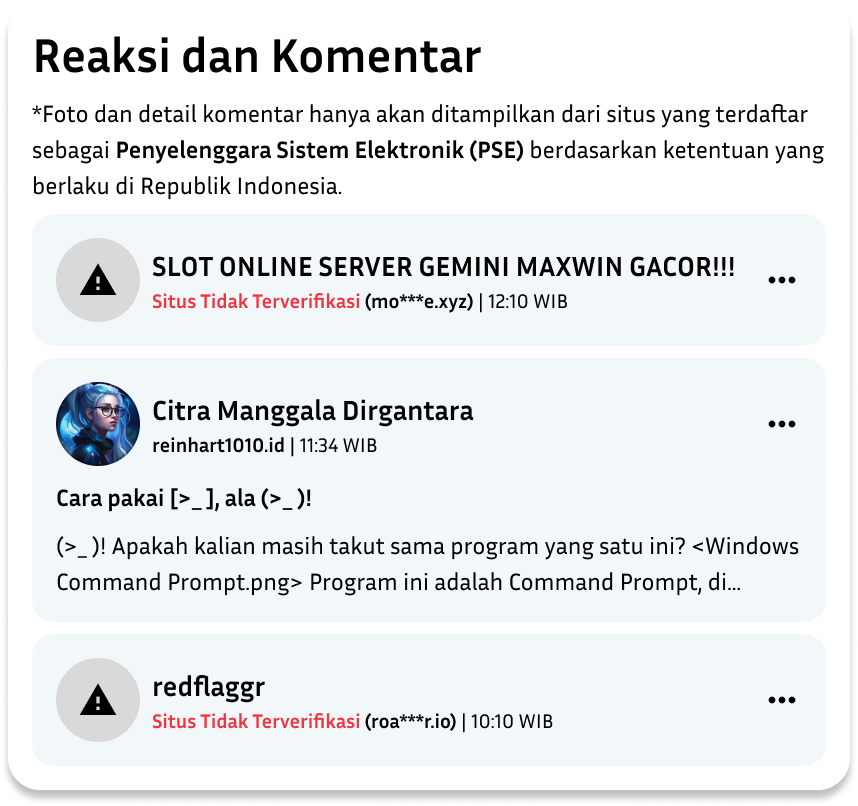 Reaksi dan Komentar
*Foto dan detail komentar hanya akan ditampilkan dari situs yang terdaftar
sebagai Penyelenggara Sistem Elektronik (PSE) berdasarkan ketentuan yang
berlaku di Republik Indonesia.
SLOT ONLINE SERVER GEMINI MAXWIN GACOR!!!
Situs Tidak Terverifikasi (mo***e.xyz) | 12:10 WIB
Citra Manggala Dirgantara
reinhart1010.id | 11:34 WIB
Cara pakai [>_ ], ala (>_ )!
(>_ )! Apakah kalian masih takut sama program yang satu ini? <Windows
Command Prompt.png> Program ini adalah Command Prompt, di...
redflaggr
Situs Tidak Terverifikasi (roa***r.io) | 10:10 WIB